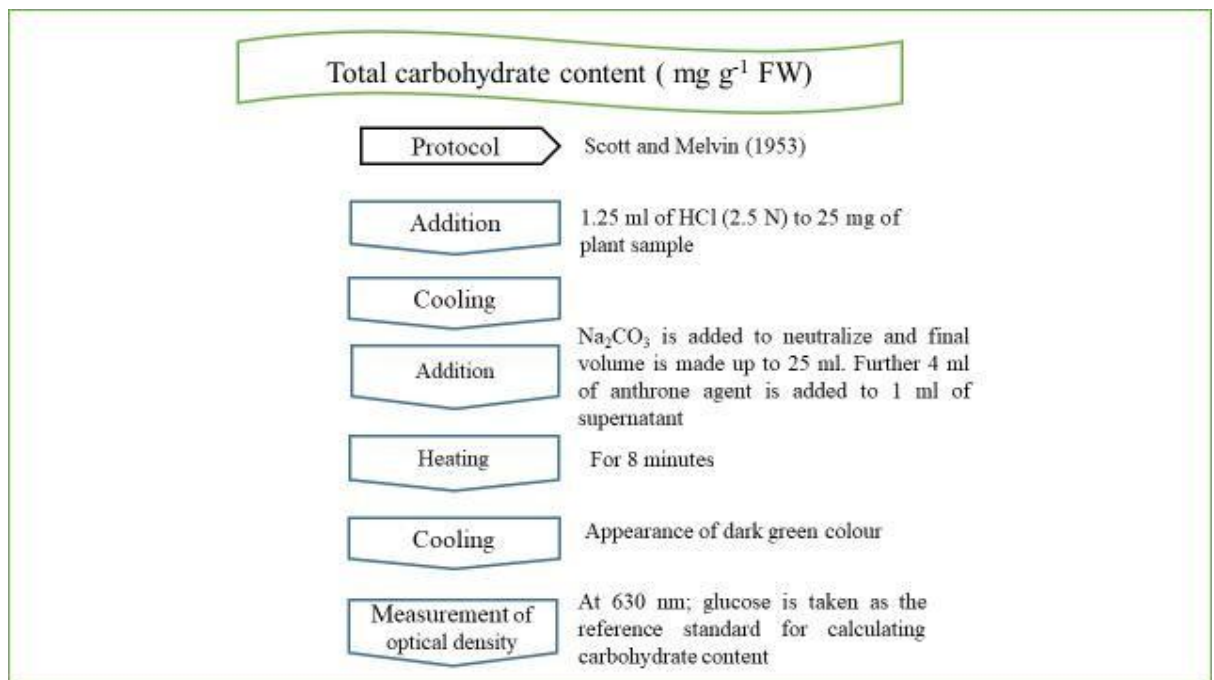 Total carbohydrate content ( mg g⁻¹ FW)
Protocol
Scott and Melvin (1953)
Addition
1.25 ml of HCl (2.5 N) to 25 mg of
plant sample
Cooling
Addition
Na₂CO₃ is added to neutralize and final
volume is made up to 25 ml. Further 4 ml
of anthrone agent is added to 1 ml of
supernatant
Heating
For 8 minutes
Cooling
Appearance of dark green colour
Measurement of
optical density
At 630 nm; glucose is taken as the
reference standard for calculating
carbohydrate content